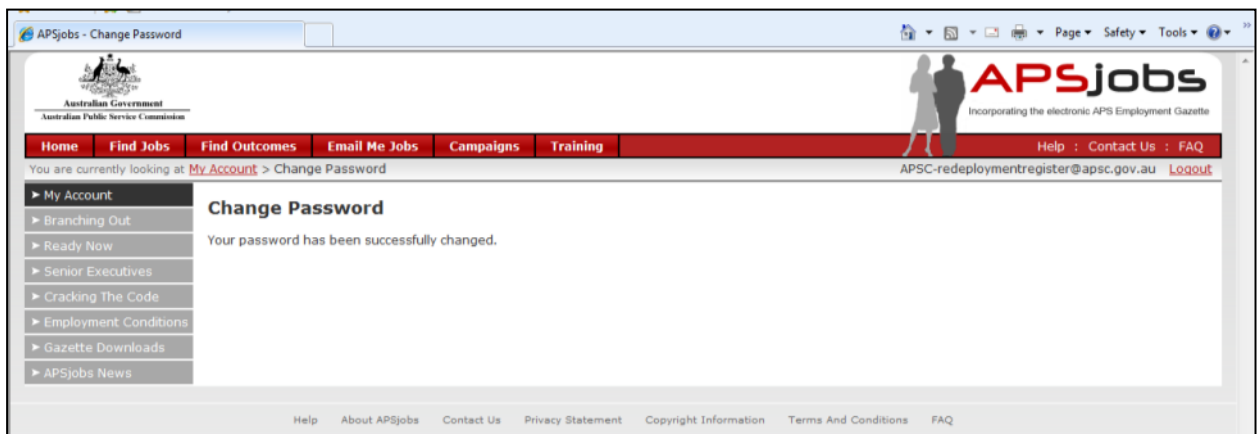 APSjobs - Change Password
Page Safety Tools
Australian Government
Australian Public Service Commission
APSjobs
Incorporating the electronic APS Employment Gazette
Home Find Jobs Find Outcomes Email Me Jobs Campaigns Training Help : Contact Us : FAQ
You are currently looking at My Account > Change Password APSC-redeploymentregister@apsc.gov.au Logout
► My Account
► Branching Out
► Ready Now
► Senior Executives
► Cracking The Code
► Employment Conditions
► Gazette Downloads
► APSjobs News
Change Password
Your password has been successfully changed.
Help About APSjobs Contact Us Privacy Statement Copyright Information Terms And Conditions FAQ